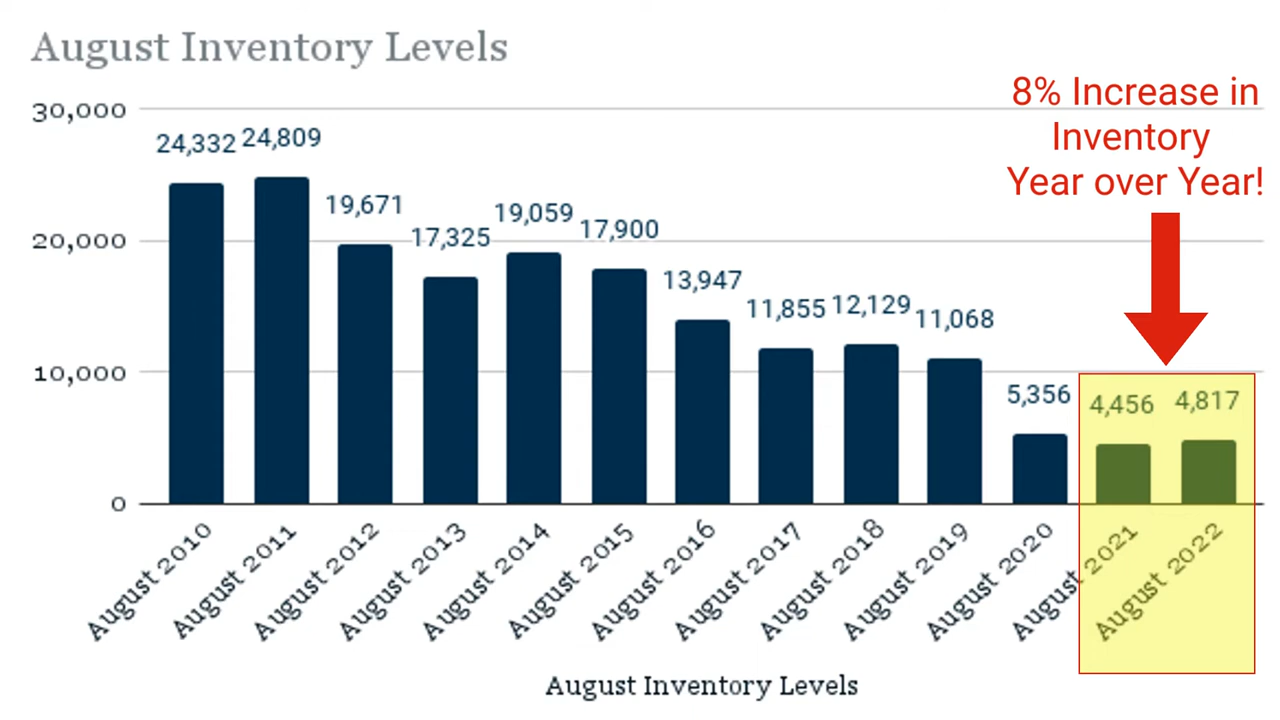 August Inventory Levels
8% Increase in
Inventory
Year over Year!
30,000
20,000
10,000
0
24,332
24,809
19,671
17,325
19,059
17,900
13,947
11,855
12,129
11,068
5,356
4,456
4,817
August 2010
August 2011
August 2012
August 2013
August 2014
August 2015
August 2016
August 2017
August 2018
August 2019
August 2020
August 2021
August 2022
August Inventory Levels